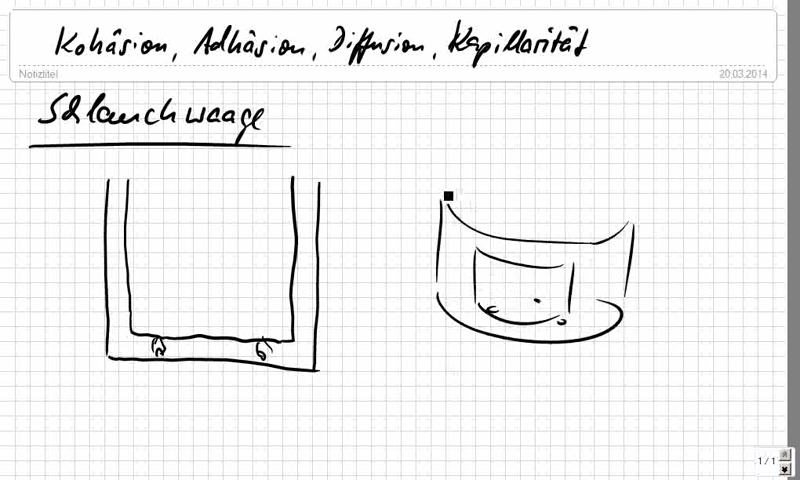 Kohäsion, Adhäsion, Diffusion, Kapillarität
Notiztitel
20.03.2014
Schlauchwaage
1/1